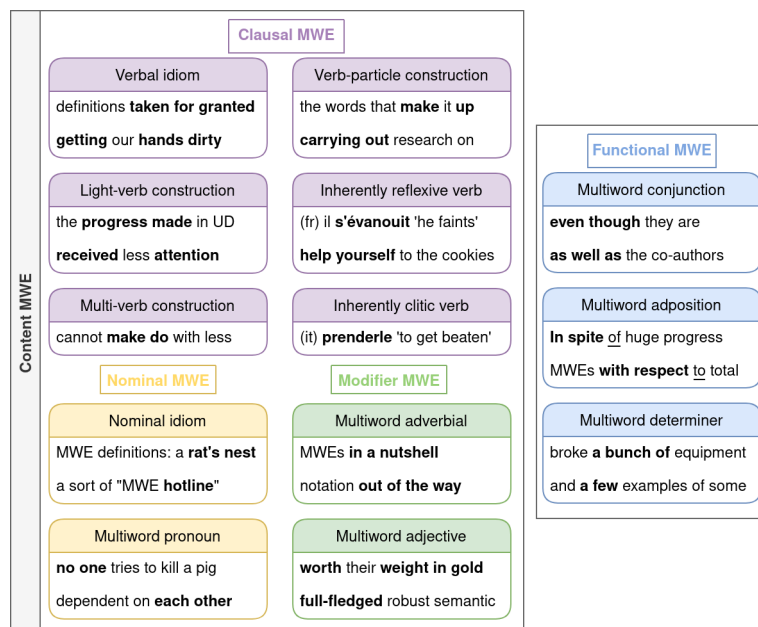 Content MWE
Clausal MWE
Verbal idiom
definitions taken for granted
getting our hands dirty
Verb-particle construction
the words that make it up
carrying out research on
Light-verb construction
the progress made in UD
received less attention
Inherently reflexive verb
(fr) il s'évanouit 'he faints'
help yourself to the cookies
Multi-verb construction
cannot make do with less
Inherently clitic verb
(it) prenderle 'to get beaten'
Nominal MWE
Nominal idiom
MWE definitions: a rat's nest
a sort of "MWE hotline"
Multiword pronoun
no one tries to kill a pig
dependent on each other
Modifier MWE
Multiword adverbial
MWEs in a nutshell
notation out of the way
Multiword adjective
worth their weight in gold
full-fledged robust semantic
Functional MWE
Multiword conjunction
even though they are
as well as the co-authors
Multiword adposition
In spite of huge progress
MWEs with respect to total
Multiword determiner
broke a bunch of equipment
and a few examples of some